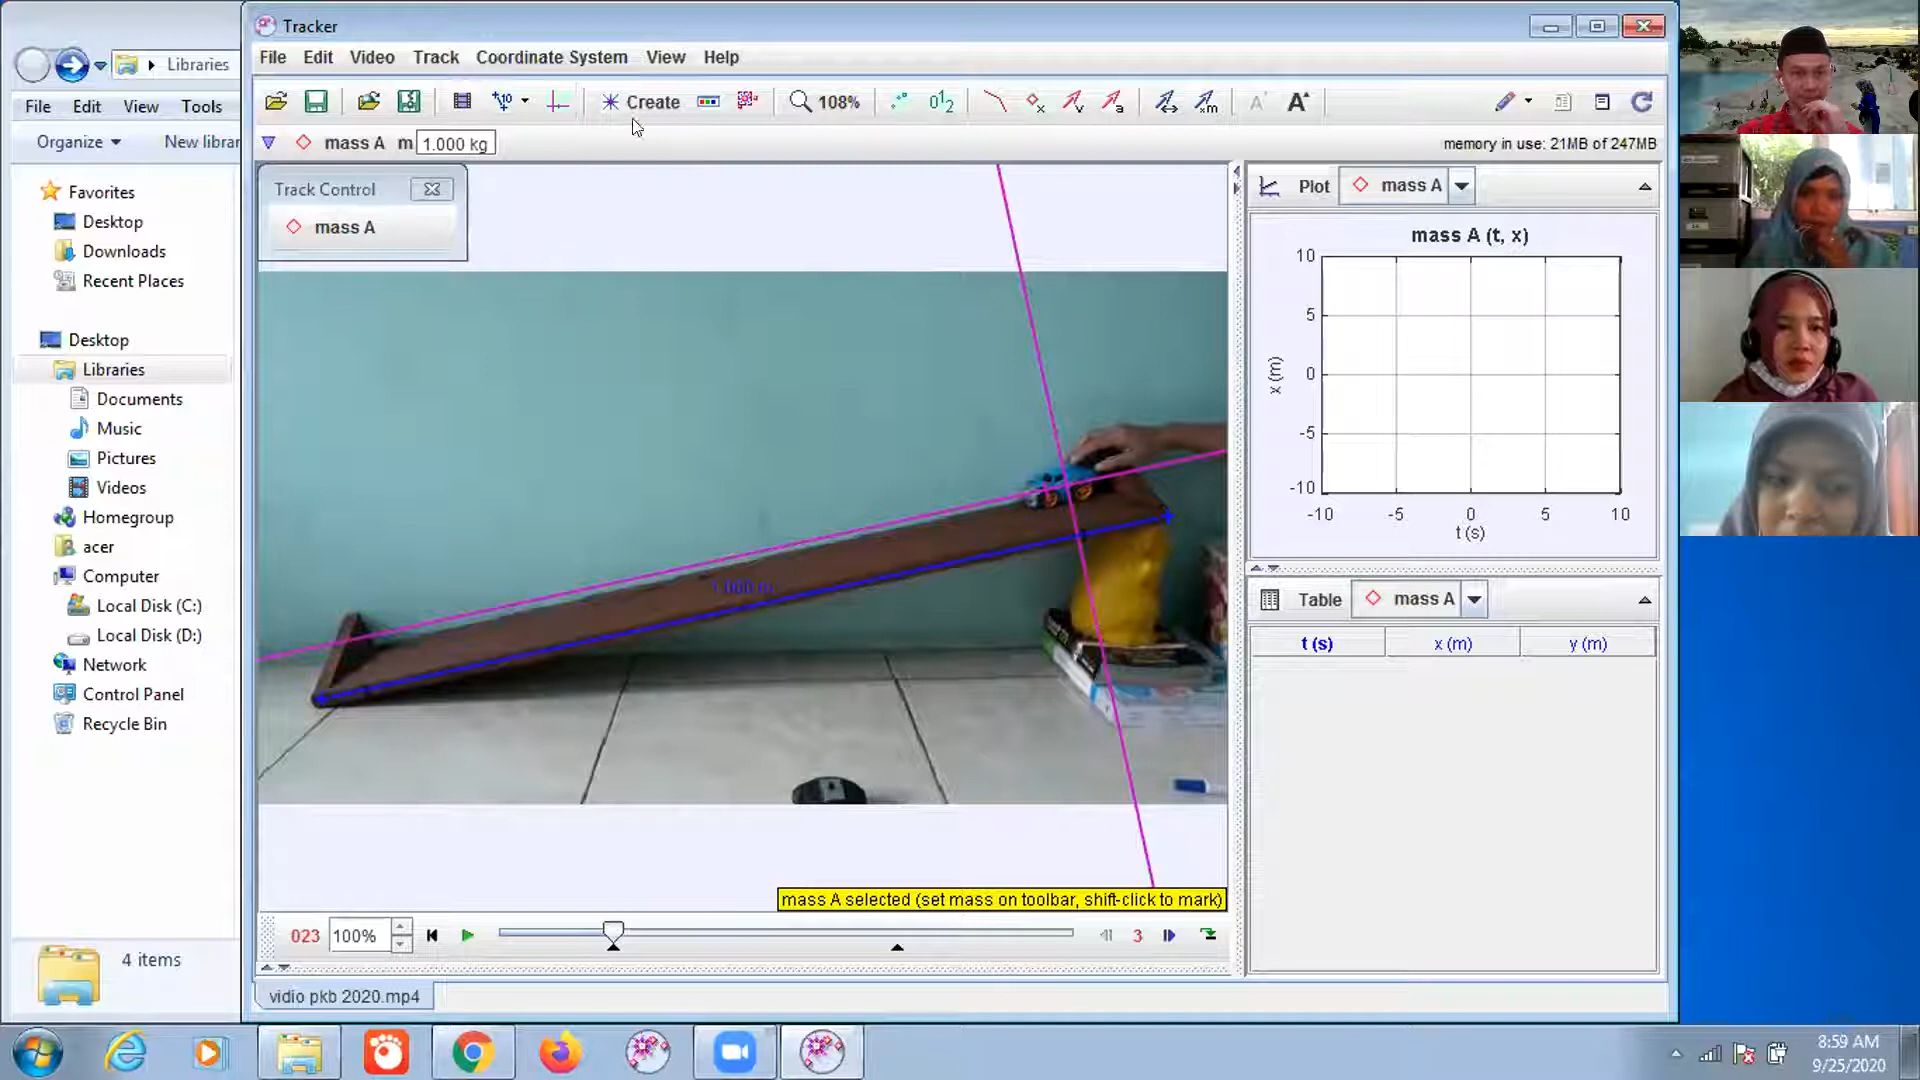 Tracker
File Edit Video Track Coordinate System View Help
Create 108%
mass A m 1.000 kg
memory in use: 21MB of 247MB
Libraries
File Edit View Tools
Organize New librar
Favorites
Desktop
Downloads
Recent Places
Desktop
Libraries
Documents
Music
Pictures
Videos
Homegroup
acer
Computer
Local Disk (C:)
Local Disk (D:)
Network
Control Panel
Recycle Bin
4 items
Track Control
mass A
1.000 m
mass A selected (set mass on toolbar, shift-click to mark)
023 100% 3
vidio pkb 2020.mp4
Plot mass A
mass A (t, x)
10
5
0
-5
-10
x (m)
-10 -5 0 5 10
t (s)
Table mass A
t (s) x (m) y (m)
8:59 AM
9/25/2020